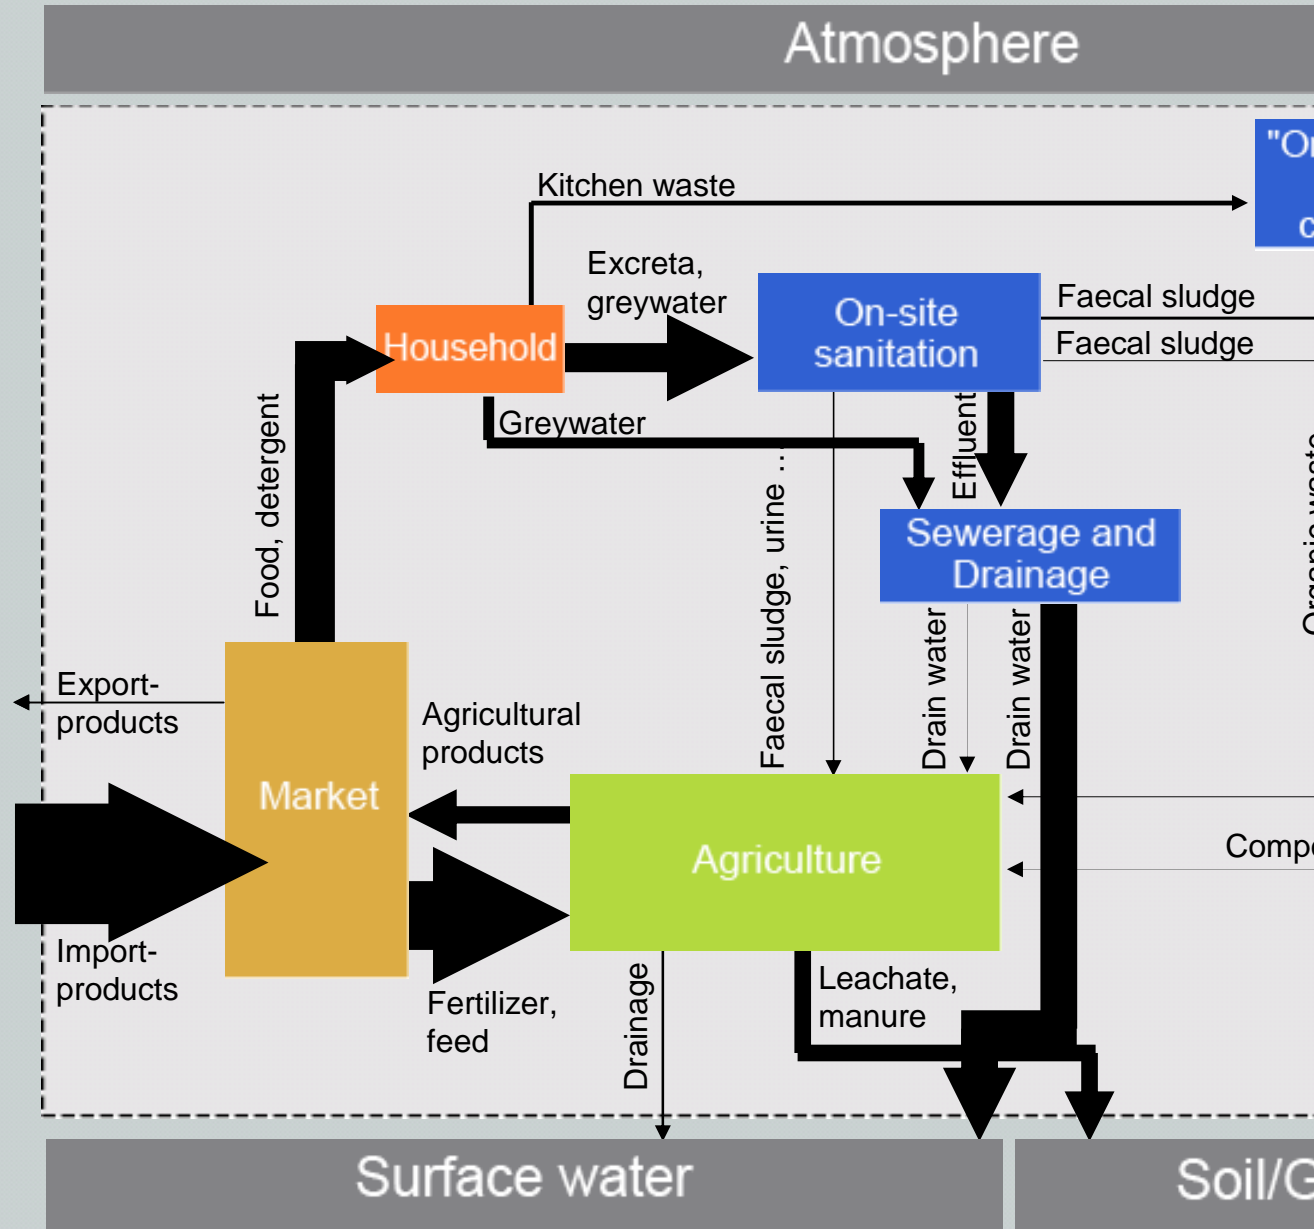 Atmosphere
Kitchen waste
Excreta,
greywater
On-site
sanitation
Faecal sludge
Faecal sludge
Household
Greywater
Food, detergent
Effluent
Faecal sludge, urine ...
Sewerage and
Drainage
Drain water
Drain water
Organic waste
Export-
products
Agricultural
products
Market
Agriculture
Import-
products
Fertilizer,
feed
Drainage
Leachate,
manure
Surface water